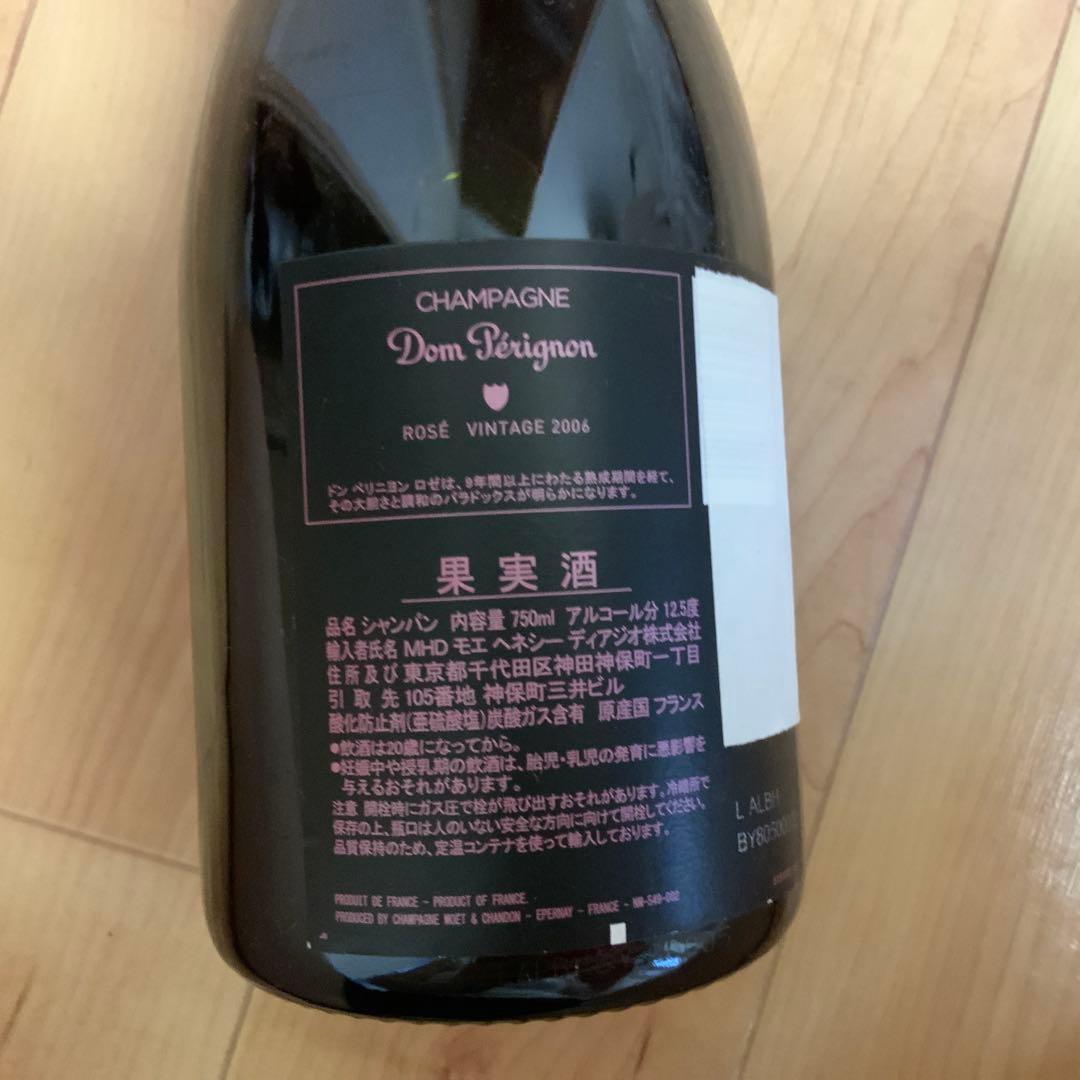 CHAMPAGNE
Dom Pérignon
ROSÉ VINTAGE 2006
ドン ペリニヨン ロゼは、9年間以上にわたる熟成期間を経て、
その大胆さと調和のパラドックスが明らかになります。
果実酒
品名 シャンパン 内容量 750ml アルコール分 12.5度
輸入者氏名 MHD モエ ヘネシー ディアジオ株式会社
住所及び 東京都千代田区神田神保町一丁目
引取先 105番地 神保町三井ビル
酸化防止剤(亜硫酸塩)炭酸ガス含有 原産国 フランス
●飲酒は20歳になってから。
●妊娠中や授乳期の飲酒は、胎児・乳児の発育に悪影響を
与えるおそれがあります。
注意 開栓時にガス圧で栓が飛び出すおそれがあります。冷暗所で
保存の上、瓶口は人のいない安全な方向に向けて開栓してください。
品質保持のため、定温コンテナを使って輸入しております。
PRODUIT DE FRANCE - PRODUCT OF FRANCE
PRODUCED BY CHAMPAGNE MOET & CHANDON - EPERNAY - FRANCE - NM-549-002
L ALBH